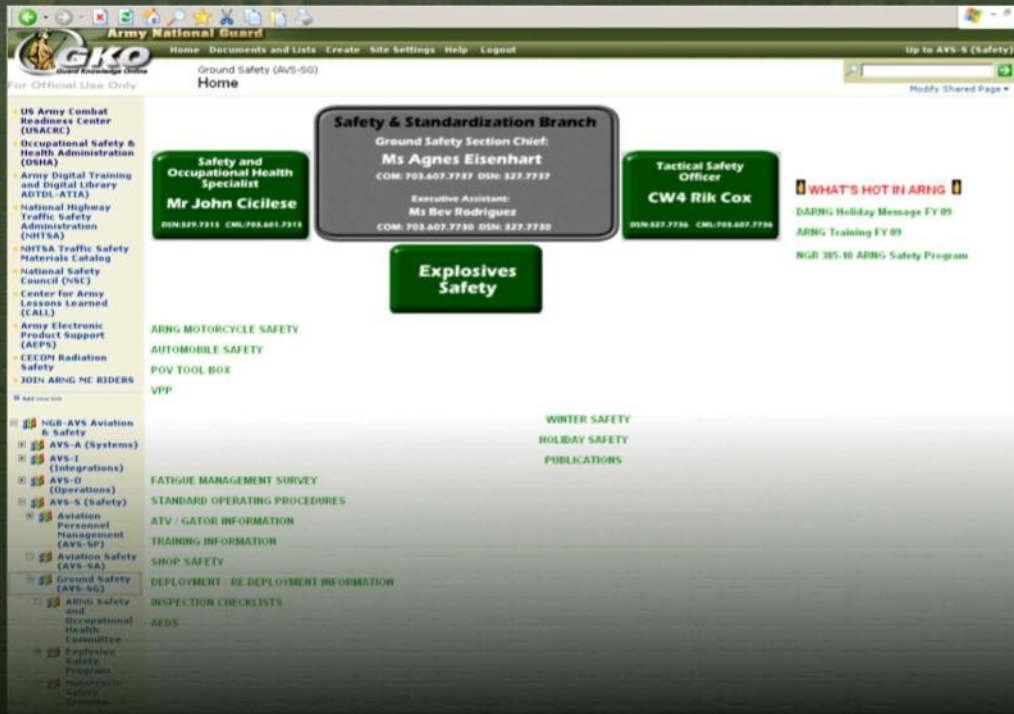 Army National Guard
GKO
Guard Knowledge Online
For Official Use Only
Home Documents and Lists Create Site Settings Help Logout
Up to AVS-S (Safety)
Ground Safety (AVS-SG)
Home
Modify Shared Page
US Army Combat
Readiness Center
(USACRC)
Occupational Safety &
Health Administration
(OSHA)
Army Digital Training
and Digital Library
ADTDL-ATIA)
National Highway
Traffic Safety
Administration
(NHTSA)
NHTSA Traffic Safety
Materials Catalog
National Safety
Council (NSC)
Center for Army
Lessons Learned
(CALL)
Army Electronic
Product Support
(AEPS)
CECOM Radiation
Safety
JOIN ARNG MC RIDERS
Add new link
NGB-AVS Aviation
& Safety
AVS-A (Systems)
AVS-I
(Integrations)
AVS-O
(Operations)
AVS-S (Safety)
Aviation
Personnel
Management
(AVS-SP)
Aviation Safety
(AVS-SA)
Ground Safety
(AVS-SG)
ARNG Safety
and
Occupational
Health
Committee
Explosive
Safety
Program
Motorcycle
Safety
Training
Safety and
Occupational Health
Specialist
Mr John Cicilese
DSN:329.7315 CML:703.601.7315
Safety & Standardization Branch
Ground Safety Section Chief:
Ms Agnes Eisenhart
COM: 703.607.7737 DSN: 327.7737
Executive Assistant:
Ms Bev Rodriguez
COM: 703.607.7730 DSN: 327.7730
Tactical Safety
Officer
CW4 Rik Cox
DSN:327.7736 CML:703.607.7736
Explosives
Safety
WHAT'S HOT IN ARNG
DARNG Holiday Message FY 09
ARNG Training FY 09
NGR 385-10 ARNG Safety Program
ARNG MOTORCYCLE SAFETY
AUTOMOBILE SAFETY
POV TOOL BOX
VPP
WINTER SAFETY
HOLIDAY SAFETY
PUBLICATIONS
FATIGUE MANAGEMENT SURVEY
STANDARD OPERATING PROCEDURES
ATV / GATOR INFORMATION
TRAINING INFORMATION
SHOP SAFETY
DEPLOYMENT / RE-DEPLOYMENT INFORMATION
INSPECTION CHECKLISTS
AEDS